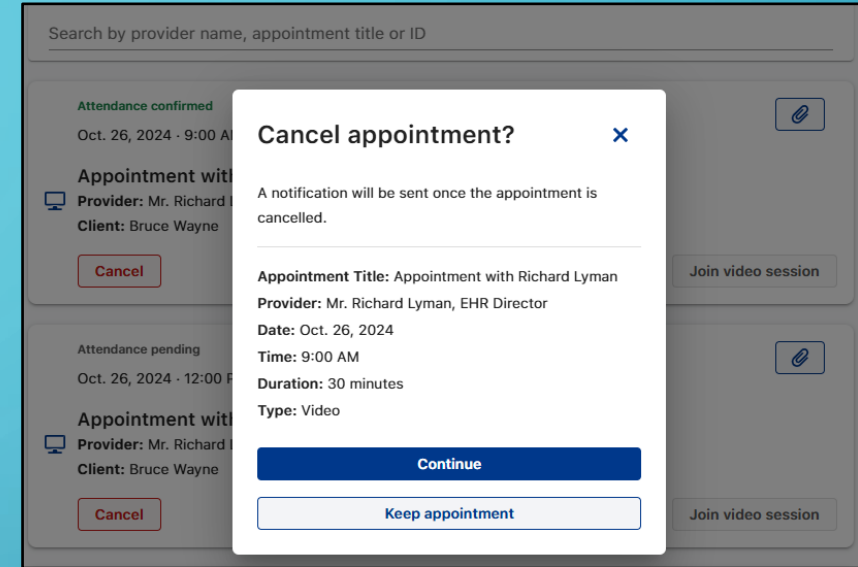 Search by provider name, appointment title or ID
Attendance confirmed
Oct. 26, 2024 · 9:00
Appointment with
Provider: Mr. Richard
Client: Bruce Wayne
Cancel
Join video session
Cancel appointment?
A notification will be sent once the appointment is
cancelled.
Appointment Title: Appointment with Richard Lyman
Provider: Mr. Richard Lyman, EHR Director
Date: Oct. 26, 2024
Time: 9:00 AM
Duration: 30 minutes
Type: Video
Continue
Keep appointment
Attendance pending
Oct. 26, 2024 · 12:00
Appointment with
Provider: Mr. Richard
Client: Bruce Wayne
Cancel
Join video session